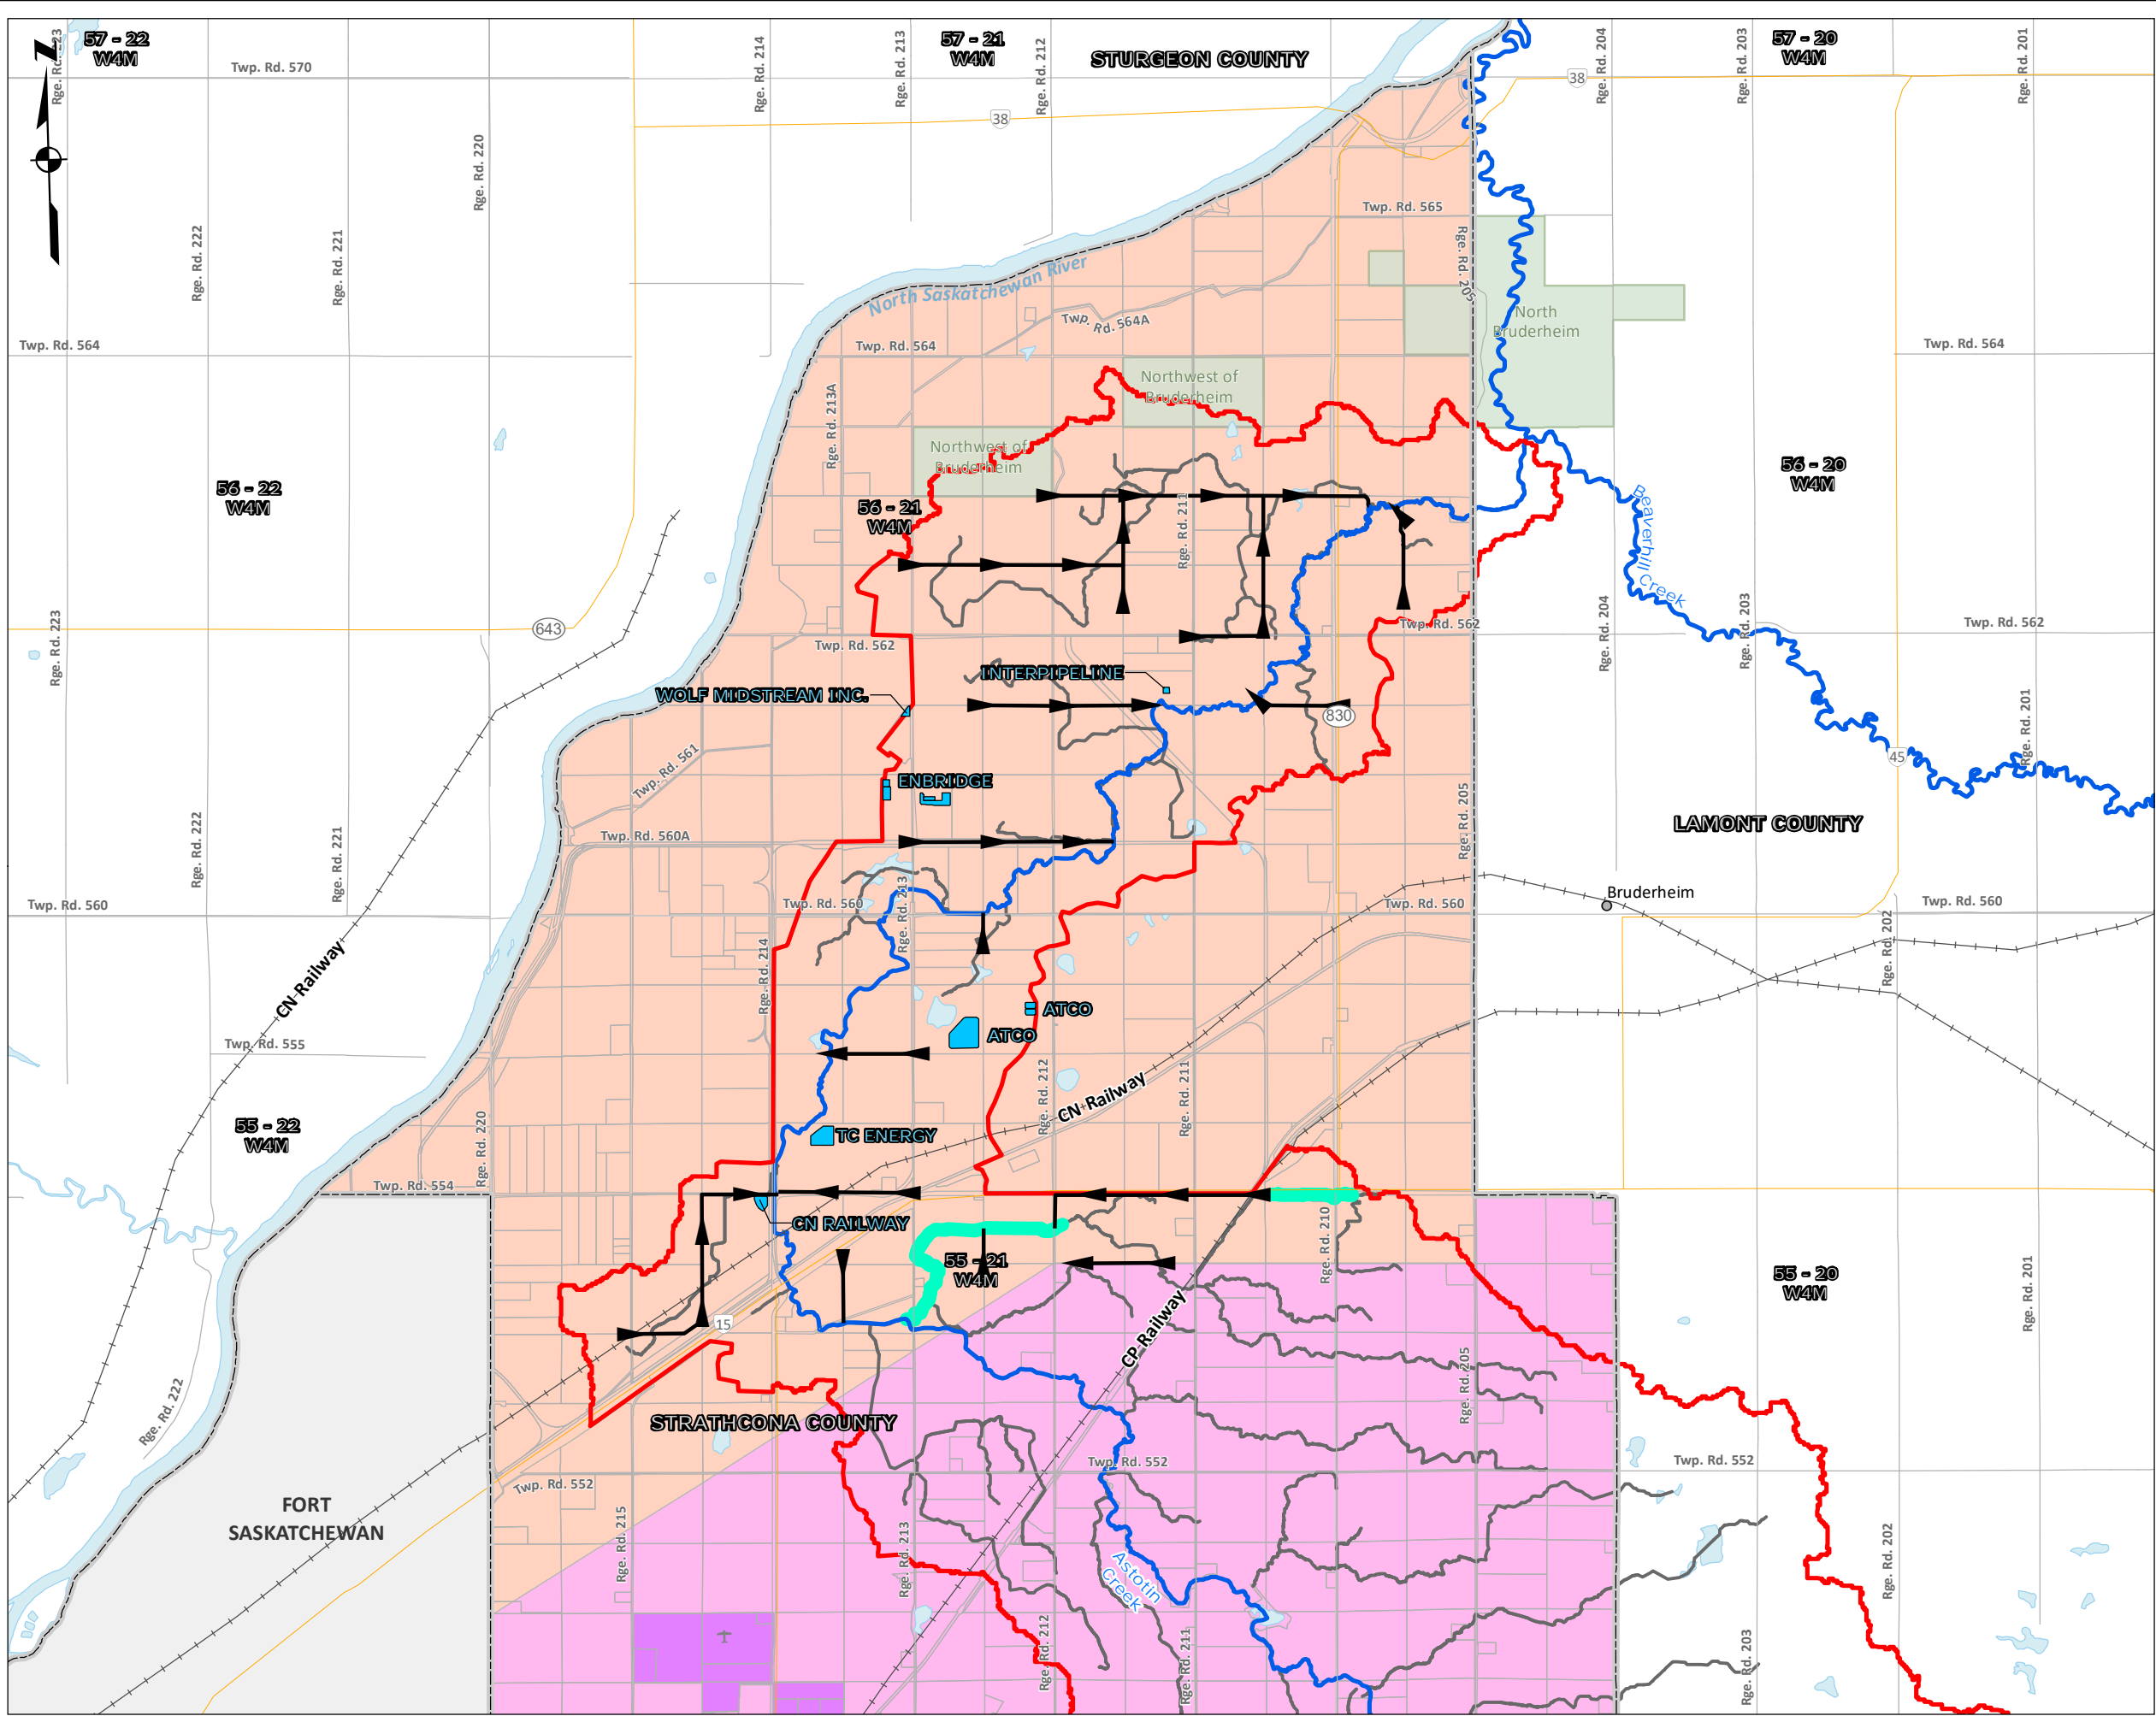 57 - 22
W4M
57 - 21
W4M
STURGEON COUNTY
57 - 20
W4M
N
Rge. Rd. 223
Twp. Rd. 570
Rge. Rd. 214
Rge. Rd. 213
Rge. Rd. 212
38
38
Rge. Rd. 204
Rge. Rd. 203
Rge. Rd. 201
Rge. Rd. 220
Rge. Rd. 222
Rge. Rd. 221
Twp. Rd. 565
Rge. Rd. 205
North Saskatchewan River
North
Bruderheim
Twp. Rd. 564A
Twp. Rd. 564
Twp. Rd. 564
Twp. Rd. 564
Northwest of
Bruderheim
Rge. Rd. 213A
Northwest of
Bruderheim
56 - 22
W4M
56 - 21
W4M
56 - 20
W4M
Rge. Rd. 211
Beaverhill Creek
643
Rge. Rd. 223
Twp. Rd. 562
Twp. Rd. 562
Twp. Rd. 562
Rge. Rd. 204
Rge. Rd. 203
Rge. Rd. 201
INTERPIPELINE
WOLF MIDSTREAM INC.
830
45
Twp. Rd. 561
ENBRIDGE
Twp. Rd. 560A
Rge. Rd. 222
Rge. Rd. 221
Rge. Rd. 205
LAMONT COUNTY
Bruderheim
Twp. Rd. 560
Twp. Rd. 560
Twp. Rd. 560
Twp. Rd. 560
Rge. Rd. 213
Rge. Rd. 214
Rge. Rd. 202
CN Railway
ATCO
ATCO
Twp. Rd. 555
Rge. Rd. 212
Rge. Rd. 211
CN Railway
55 - 22
W4M
TC ENERGY
Rge. Rd. 220
Twp. Rd. 554
CN RAILWAY
Rge. Rd. 210
55 - 21
W4M
55 - 20
W4M
Rge. Rd. 201
15
CP Railway
Rge. Rd. 205
Rge. Rd. 222
STRATHCONA COUNTY
Twp. Rd. 552
Twp. Rd. 552
Twp. Rd. 552
FORT
SASKATCHEWAN
Rge. Rd. 215
Rge. Rd. 213
Astotin
Creek
Rge. Rd. 202
Rge. Rd. 212
Rge. Rd. 211
Rge. Rd. 203